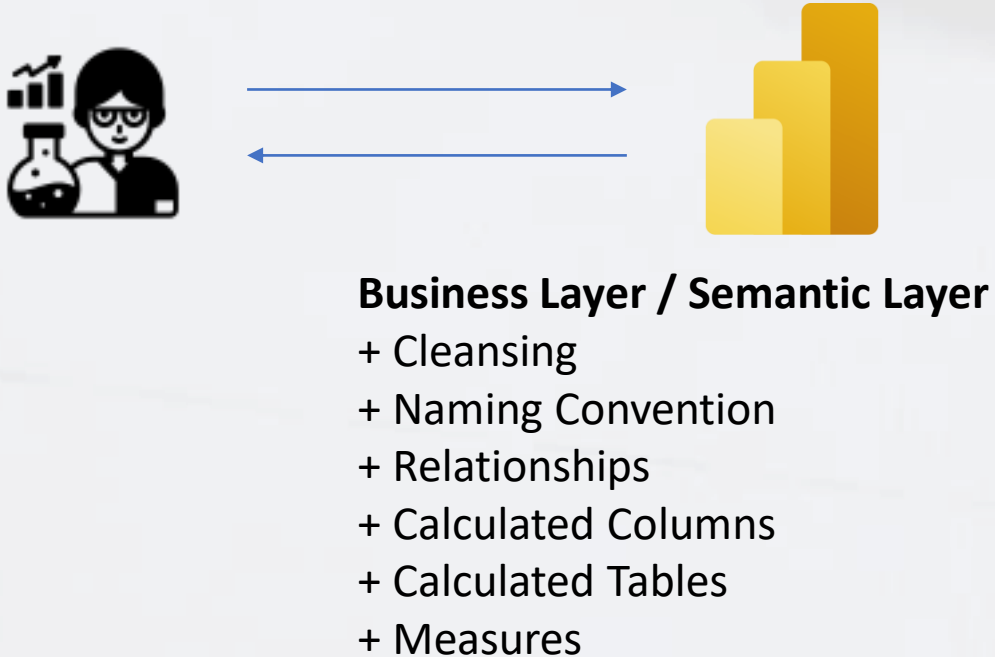 Business Layer / Semantic Layer
+ Cleansing
+ Naming Convention
+ Relationships
+ Calculated Columns
+ Calculated Tables
+ Measures